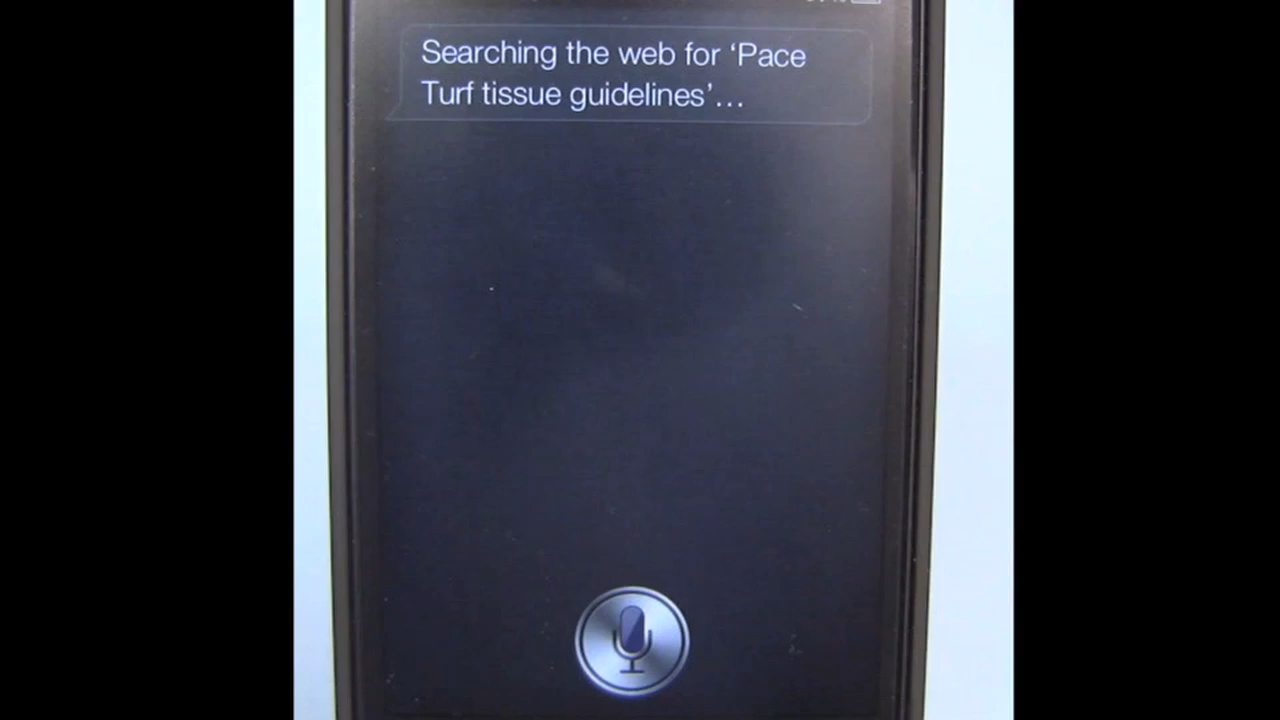 Searching the web for ‘Pace
Turf tissue guidelines’...